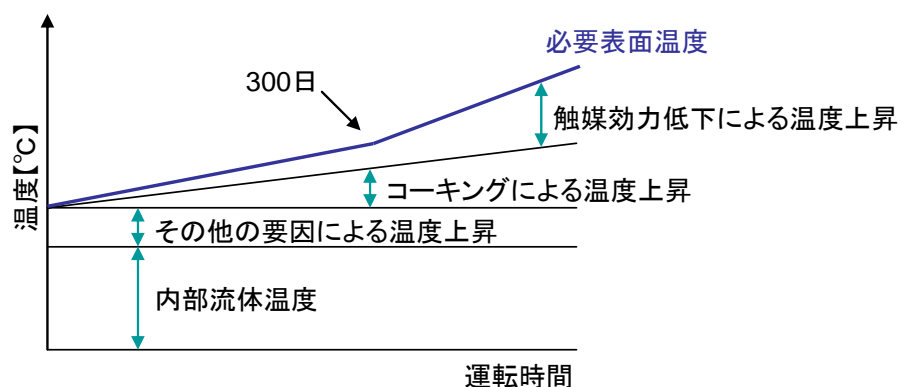 必要表面温度
300日
触媒効力低下による温度上昇
コーキングによる温度上昇
その他の要因による温度上昇
内部流体温度
温度【℃】
運転時間